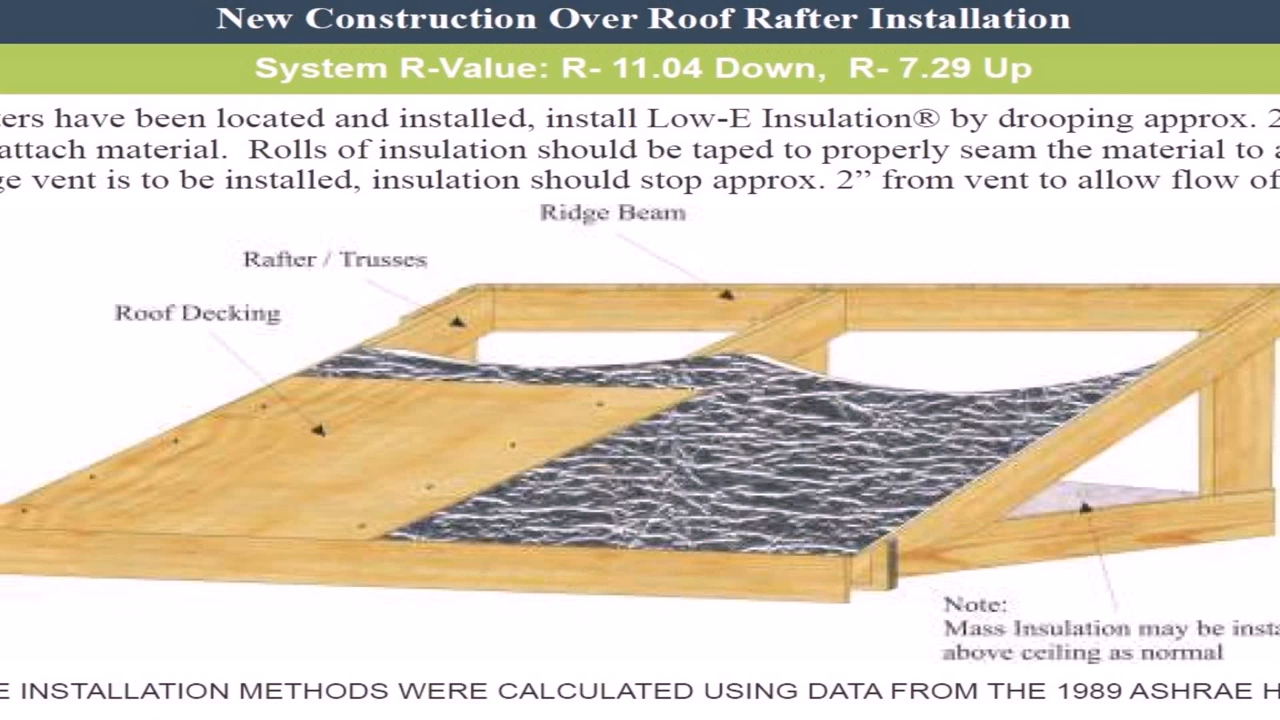 New Construction Over Roof Rafter Installation
System R-Value: R- 11.04 Down, R- 7.29 Up
ters have been located and installed, install Low-E Insulation® by drooping approx. 2
attach material. Rolls of insulation should be taped to properly seam the material to a
ge vent is to be installed, insulation should stop approx. 2” from vent to allow flow of
Ridge Beam
Rafter / Trusses
Roof Decking
Note:
Mass Insulation may be insta
above ceiling as normal
E INSTALLATION METHODS WERE CALCULATED USING DATA FROM THE 1989 ASHRAE H